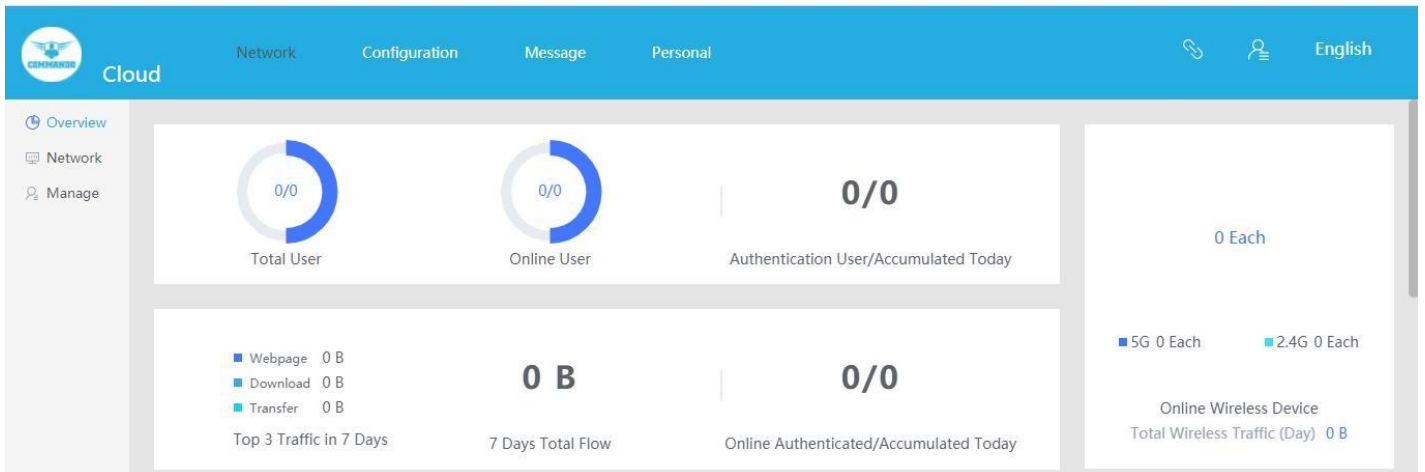 COMMANDO
Cloud
Network
Configuration
Message
Personal
English
Overview
Network
Manage
0/0
Total User
0/0
Online User
0/0
Authentication User/Accumulated Today
Webpage 0 B
Download 0 B
Transfer 0 B
Top 3 Traffic in 7 Days
0 B
7 Days Total Flow
0/0
Online Authenticated/Accumulated Today
0 Each
5G 0 Each
2.4G 0 Each
Online Wireless Device
Total Wireless Traffic (Day) 0 B